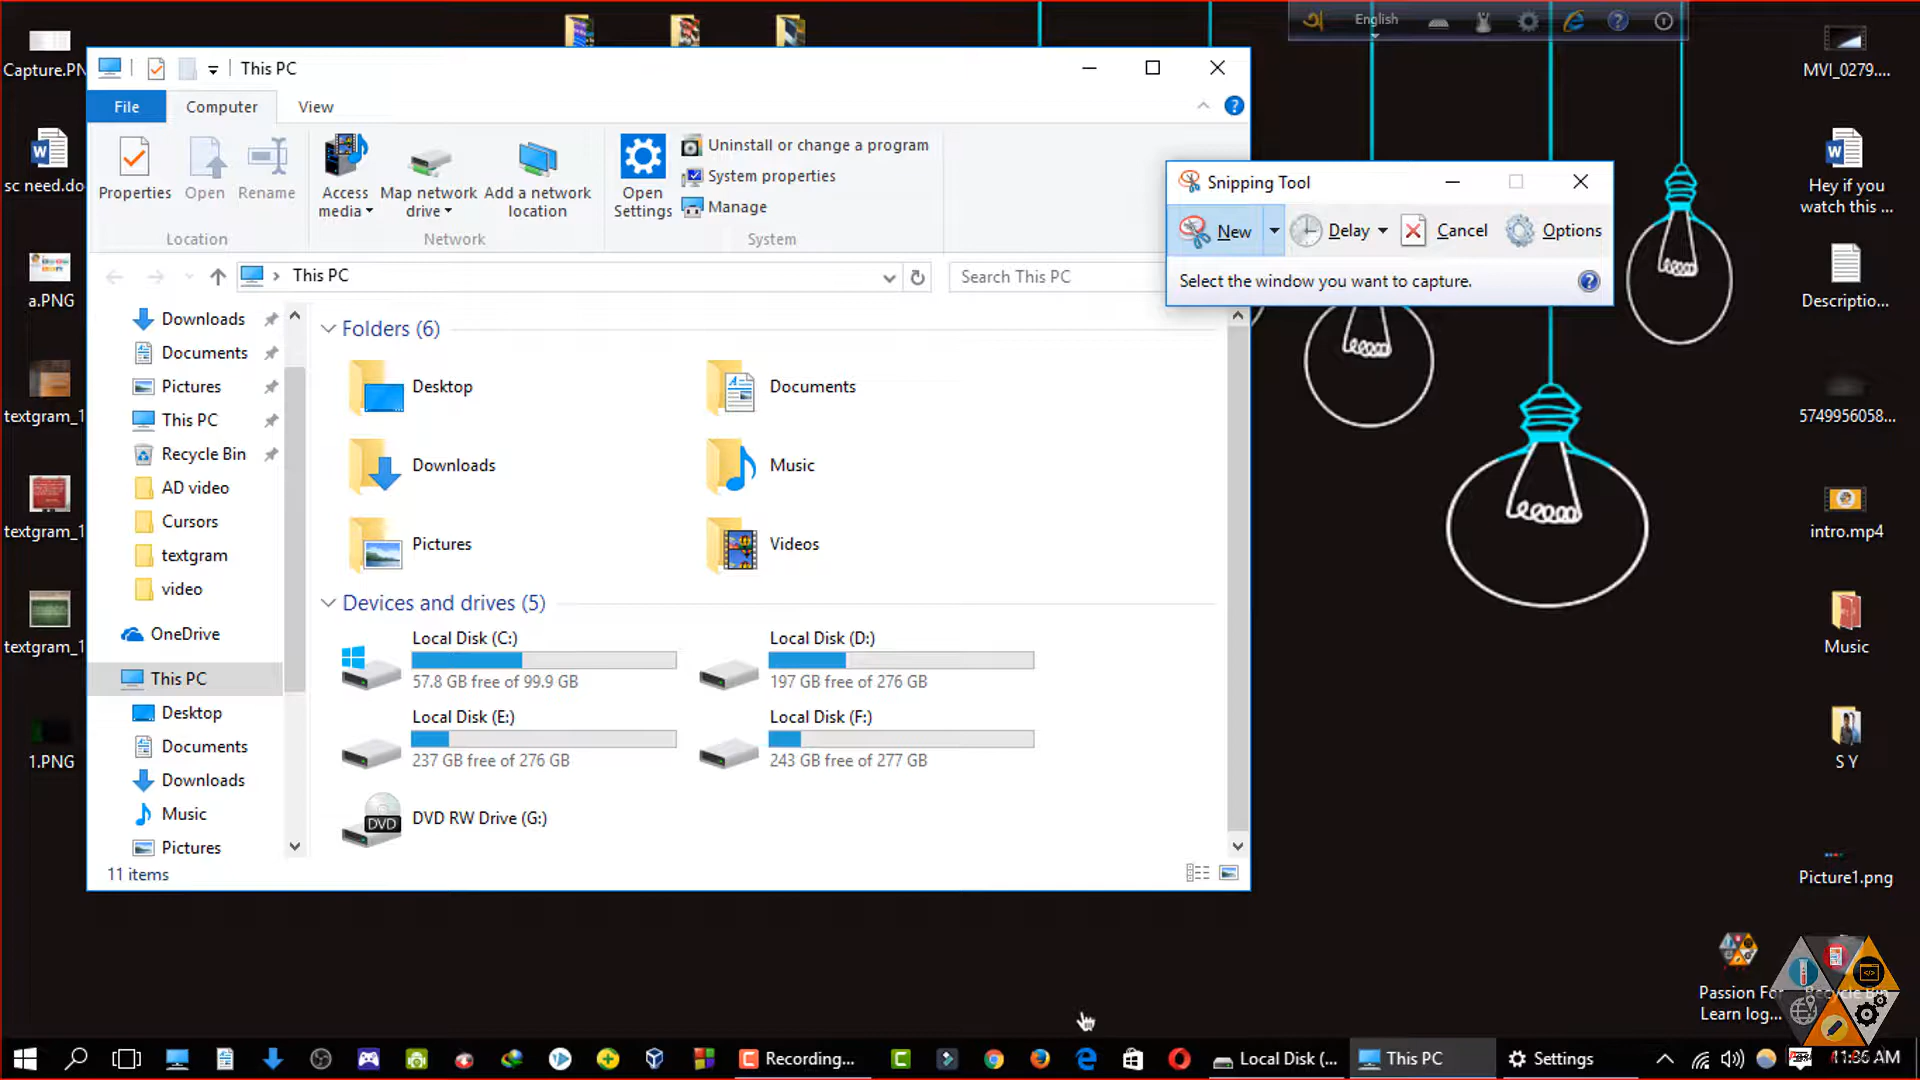 English
Capture.PN
sc need.do
a.PNG
textgram_1
textgram_1
textgram_1
1.PNG
This PC
File
Computer
View
Properties
Open
Rename
Access
media
Map network
drive
Add a network
location
Open
Settings
Uninstall or change a program
System properties
Manage
Location
Network
System
This PC
Search This PC
Downloads
Documents
Pictures
This PC
Recycle Bin
AD video
Cursors
textgram
video
OneDrive
This PC
Desktop
Documents
Downloads
Music
Pictures
11 items
Folders (6)
Desktop
Documents
Downloads
Music
Pictures
Videos
Devices and drives (5)
Local Disk (C:)
57.8 GB free of 99.9 GB
Local Disk (D:)
197 GB free of 276 GB
Local Disk (E:)
237 GB free of 276 GB
Local Disk (F:)
243 GB free of 277 GB
DVD
DVD RW Drive (G:)
Snipping Tool
New
Delay
Cancel
Options
Select the window you want to capture.
MVI_0279....
Hey if you
watch this ...
Descriptio...
5749956058...
intro.mp4
Music
S Y
Picture1.png
Passion For
Learn log...
Recycle Bin
Recording...
Local Disk (...
This PC
Settings
11:36 AM